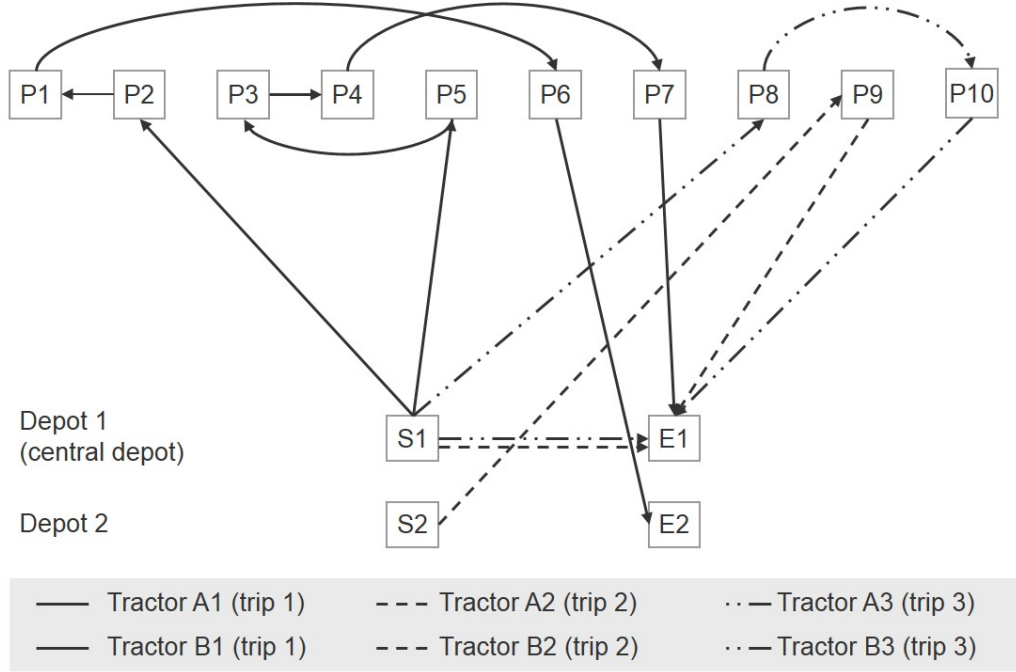 P1 P2 P3 P4 P5 P6 P7 P8 P9 P10
Depot 1 S1 E1
(central depot)
Depot 2 S2 E2
Tractor A1 (trip 1) Tractor A2 (trip 2) Tractor A3 (trip 3)
Tractor B1 (trip 1) Tractor B2 (trip 2) Tractor B3 (trip 3)